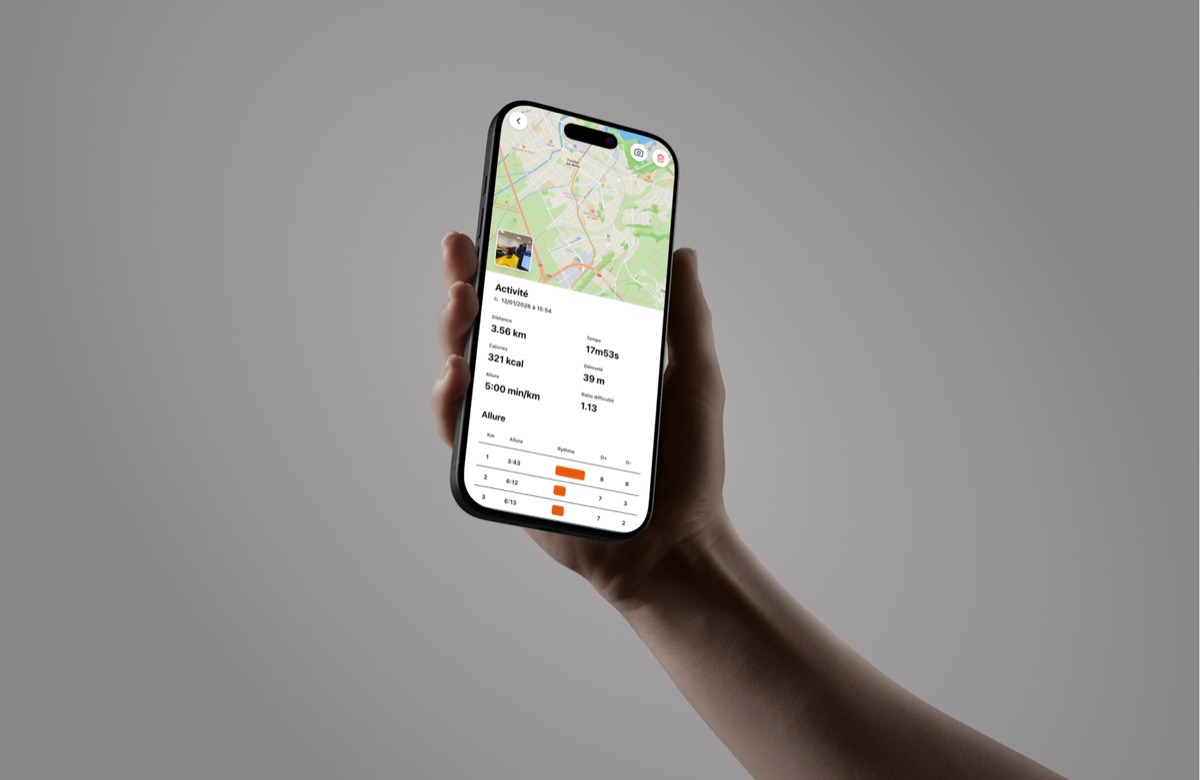 Activité
12/01/2026 à 15:54
Distance
3.56 km
Temps
17m53s
Calories
321 kcal
Dénivelé
39 m
Allure
5:00 min/km
Ratio difficulté
1.13
Allure
Km Allure Rythme D+ D-
1 3:43 8 8
2 6:12 7 3
3 6:13 7 2